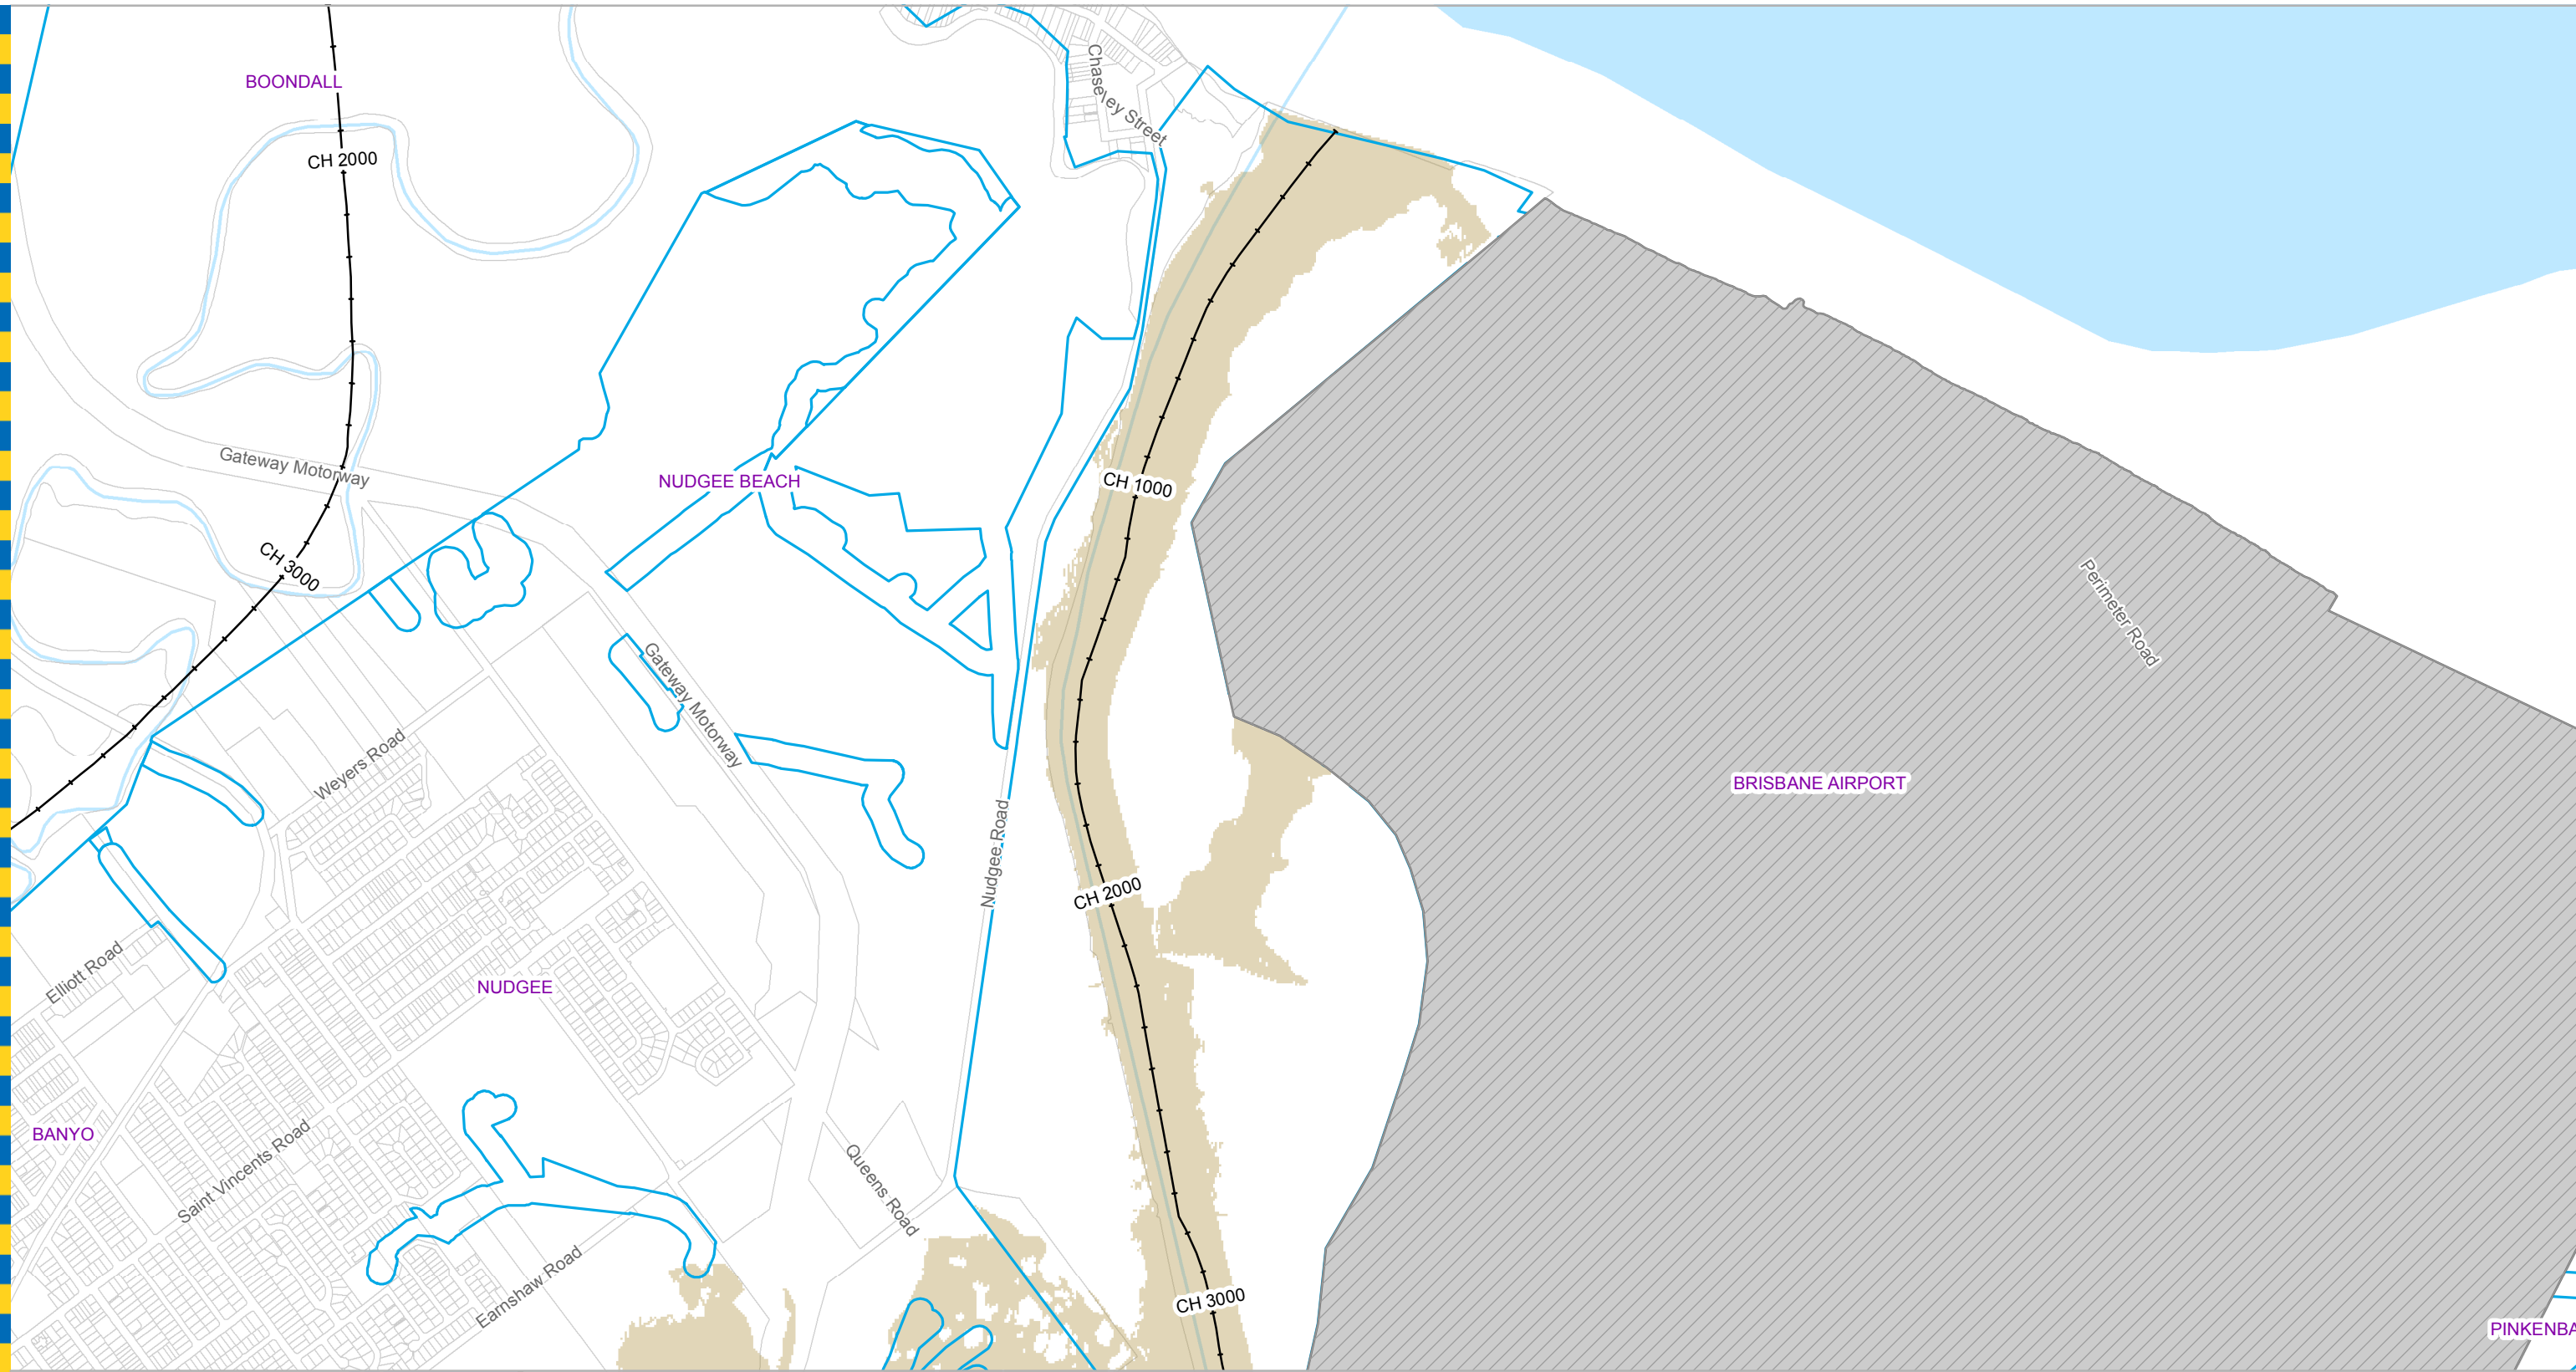 Chaseley Street
BOONDALL
CH 2000
Gateway Motorway
NUDGEE BEACH
CH 1000
CH 3000
Perimeter Road
Gateway Motorway
Weyers Road
BRISBANE AIRPORT
Nudgee Road
CH 2000
Elliott Road
NUDGEE
BANYO
Saint Vincents Road
Queens Road
Earnshaw Road
CH 3000
PINKENBA